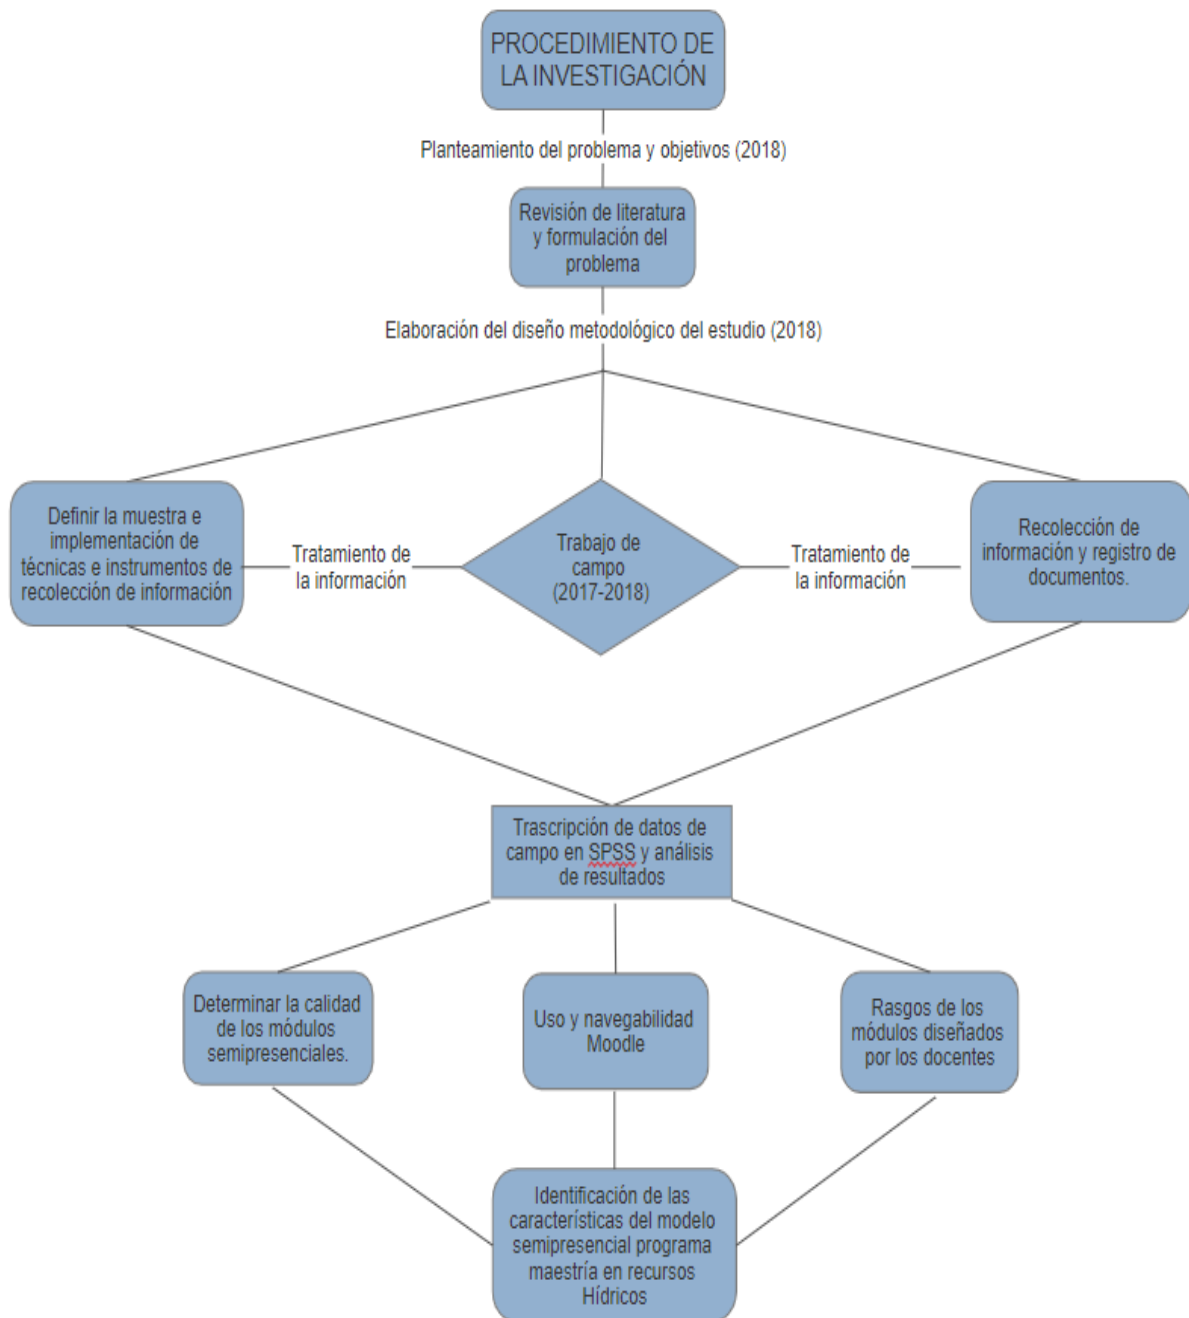 PROCEDIMIENTO DE
LA INVESTIGACIÓN
Planteamiento del problema y objetivos (2018)
Revisión de literatura
y formulación del
problema
Elaboración del diseño metodológico del estudio (2018)
Definir la muestra e
implementación de
técnicas e instrumentos de
recolección de información
Tratamiento de
la información
Trabajo de
campo
(2017-2018)
Tratamiento de
la información
Recolección de
información y registro de
documentos.
Trascripción de datos de
campo en SPSS y análisis
de resultados
Determinar la calidad
de los módulos
semipresenciales.
Uso y navegabilidad
Moodle
Rasgos de los
módulos diseñados
por los docentes
Identificación de las
características del modelo
semipresencial programa
maestría en recursos
Hídricos